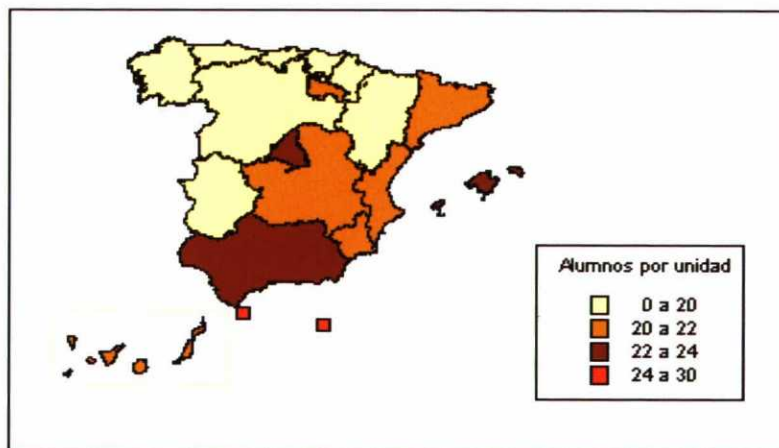 Alumnos por unidad
0 a 20
20 a 22
22 a 24
24 a 30